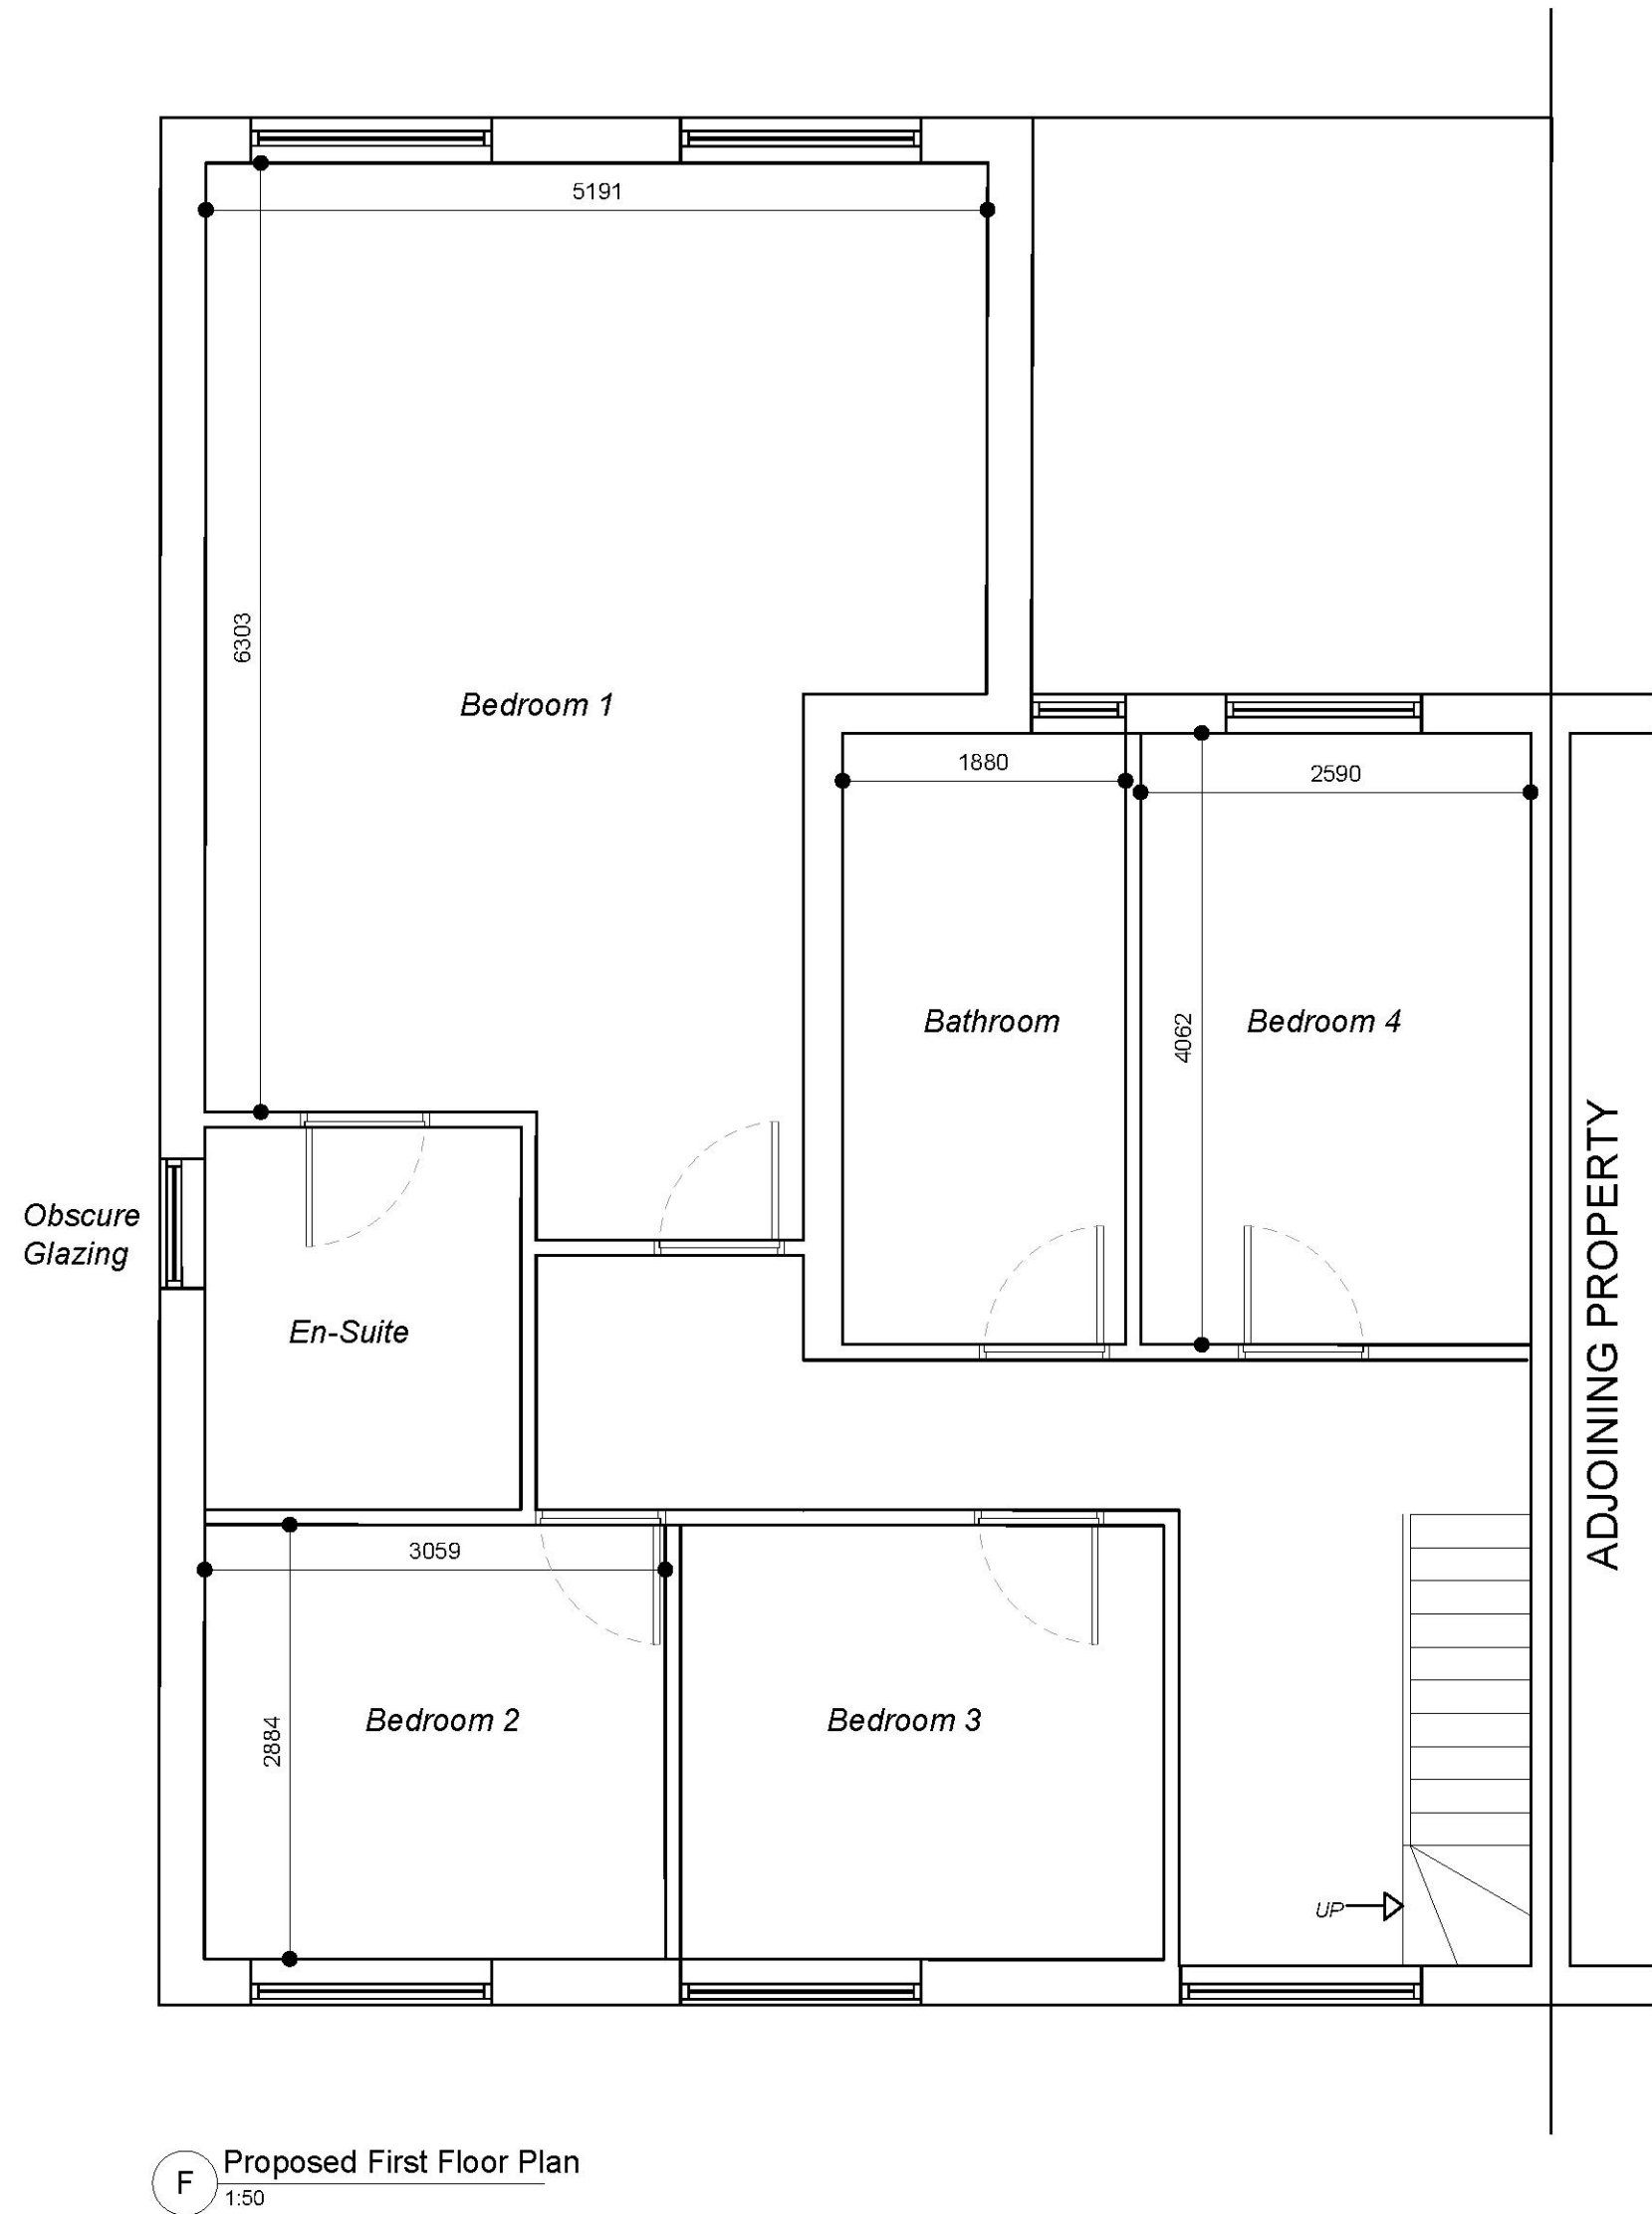 5191
6303
Bedroom 1
1880
2590
Bathroom
4062
Bedroom 4
ADJOINING PROPERTY
Obscure
Glazing
En-Suite
3059
2884
Bedroom 2
Bedroom 3
UP
F
Proposed First Floor Plan
1:50